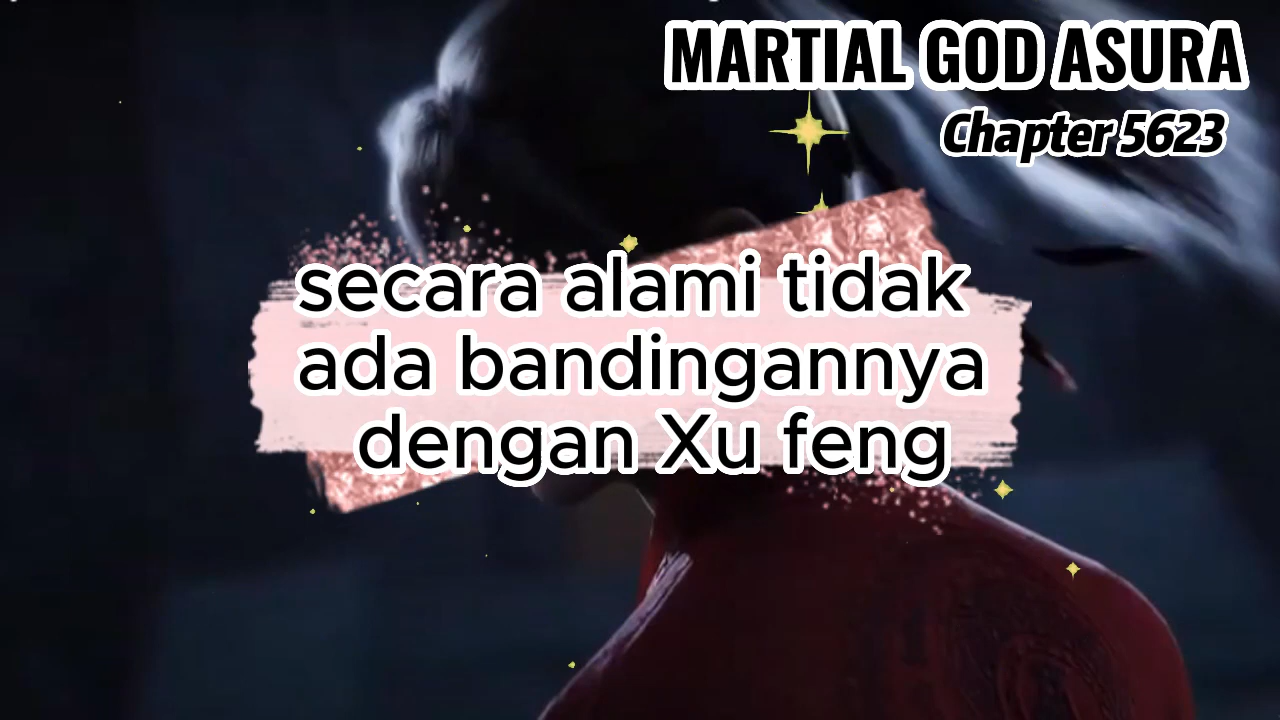 MARTIAL GOD ASURA
Chapter 5623
secara alami tidak
ada bandingannya
dengan Xu feng